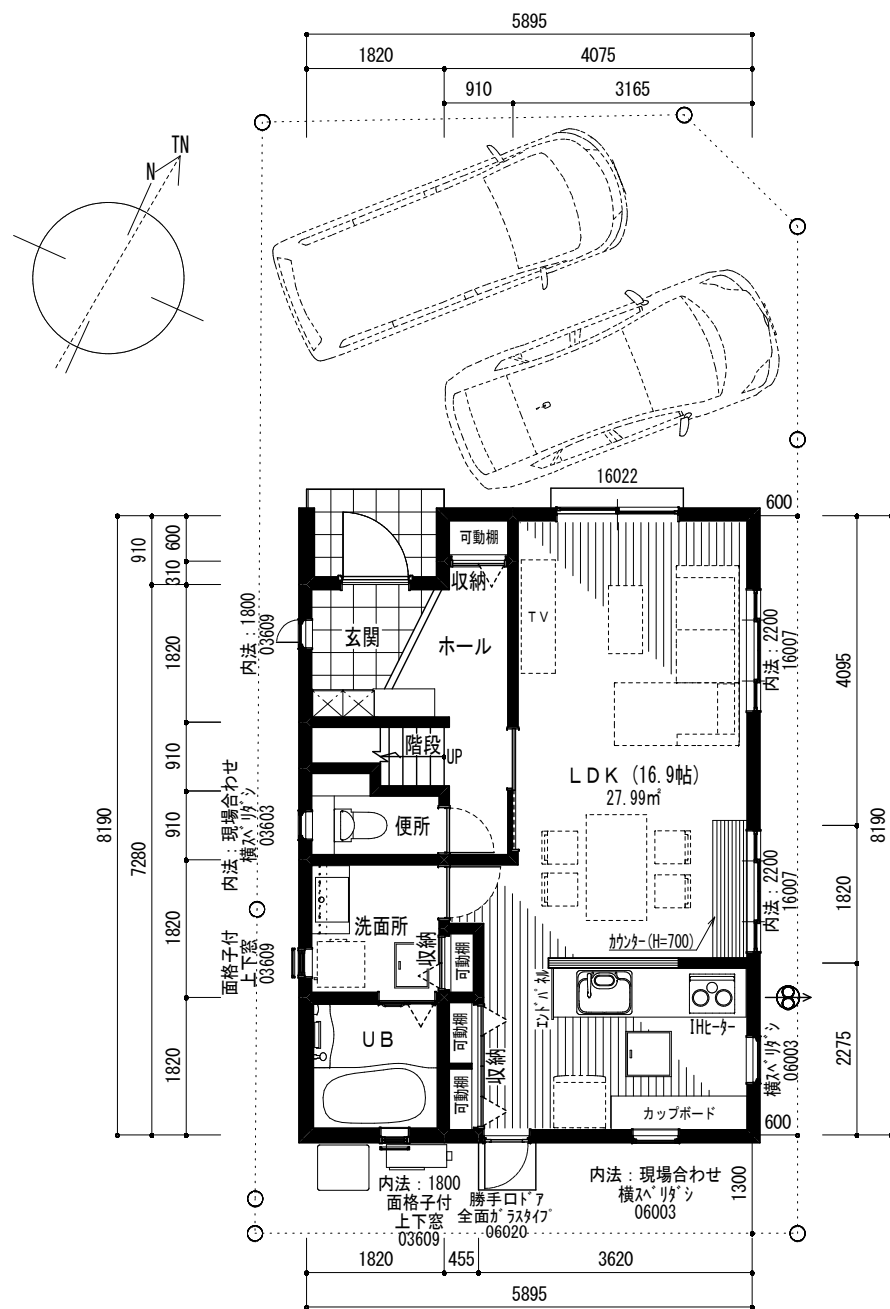 5895
1820
4075
910
3165
N
TN
16022
600
8190
7280
910
600
310
1820
910
910
1820
1820
内法：1800
03609
内法：現場合わせ
横スベリダシ
03603
面格子付
上下窓
03609
可動棚
収納
玄関
ホール
TV
階段
UP
LDK (16.9帖)
27.99㎡
便所
洗面所
収納
可動棚
カウンター(H=700)
エンドパネル
IHヒーター
UB
可動棚
収納
可動棚
カップボード
内法：2200
16007
内法：2200
16007
横スベリダシ
06003
4095
1820
2275
8190
600
1300
内法：1800
面格子付
上下窓
03609
勝手口ドア
全面ガラスタイプ
06020
内法：現場合わせ
横スベリダシ
06003
1820
455
3620
5895